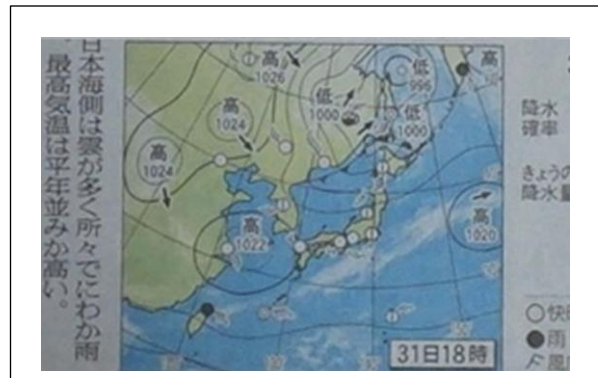 日本海側は雲が多く所々でにわか雨
。最高気温は平年並みか高い。
高
1026
高
1024
高
1024
低
1000
低
996
低
1000
高
高
1022
高
1020
31日18時
降水
確率
きょうの
降水量
○快
●雨